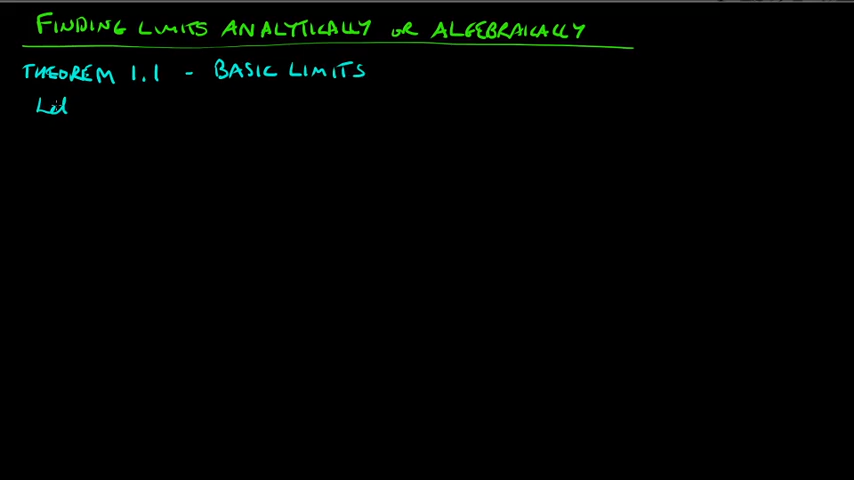 FINDING LIMITS ANALYTICALLY OR ALGEBRAICALLY
THEOREM 1.1 - BASIC LIMITS
Let